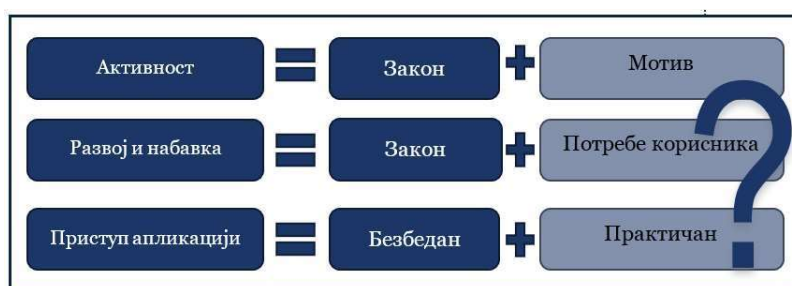 Активност = Закон + Мотив
Развој и набавка = Закон + Потребе корисника
Приступ апликацији = Безбедан + Практичан
?